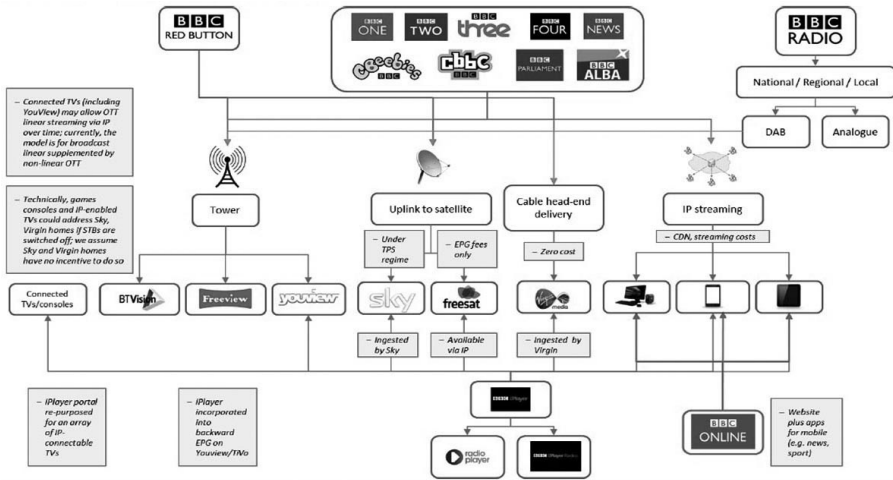 BBC
RED BUTTON
BBC
ONE
BBC
TWO
BBC
three
BBC
FOUR
BBC
NEWS
Cbeebies
BBC
cbbc
BBC
PARLIAMENT
BBC
ALBA
BBC
RADIO
National / Regional / Local
DAB
Analogue
– Connected TVs (including
YouView) may allow OTT
linear streaming via IP
over time; currently, the
model is for broadcast
linear supplemented by
non-linear OTT
– Technically, games
consoles and IP-enabled
TVs could address Sky,
Virgin homes if STBs are
switched off; we assume
Sky and Virgin homes
have no incentive to do so
Tower
Uplink to satellite
Cable head-end
delivery
IP streaming
– Under
TPS
regime
– EPG fees
only
– Zero cost
– CDN, streaming costs
Connected
TVs/consoles
BTVision
Freeview
youview
sky
freesat
media
– Ingested
by Sky
– Available
via IP
– Ingested by
Virgin
– IPlayer portal
re-purposed
for an array
of IP-
connectable
TVs
– IPlayer
incorporated
into
backward
EPG on
Youview/TiVo
BBC iPlayer
radio
player
BBC iPlayer Radio
BBC
ONLINE
– Website
plus apps
for mobile
(e.g. news,
sport)